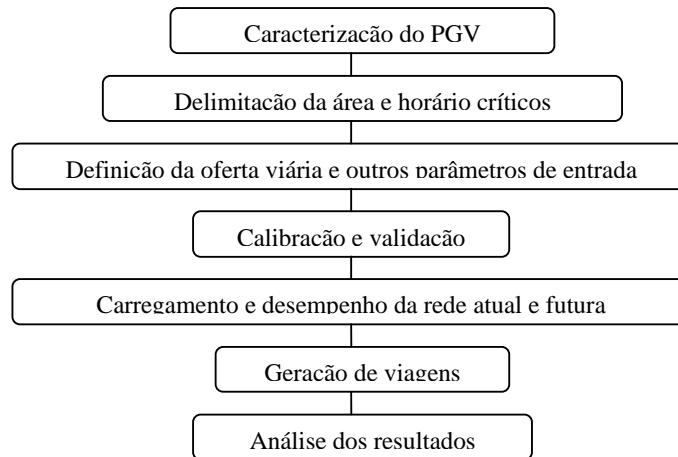 Caracterização do PGV
Delimitação da área e horário críticos
Definição da oferta viária e outros parâmetros de entrada
Calibração e validação
Carregamento e desempenho da rede atual e futura
Geração de viagens
Análise dos resultados